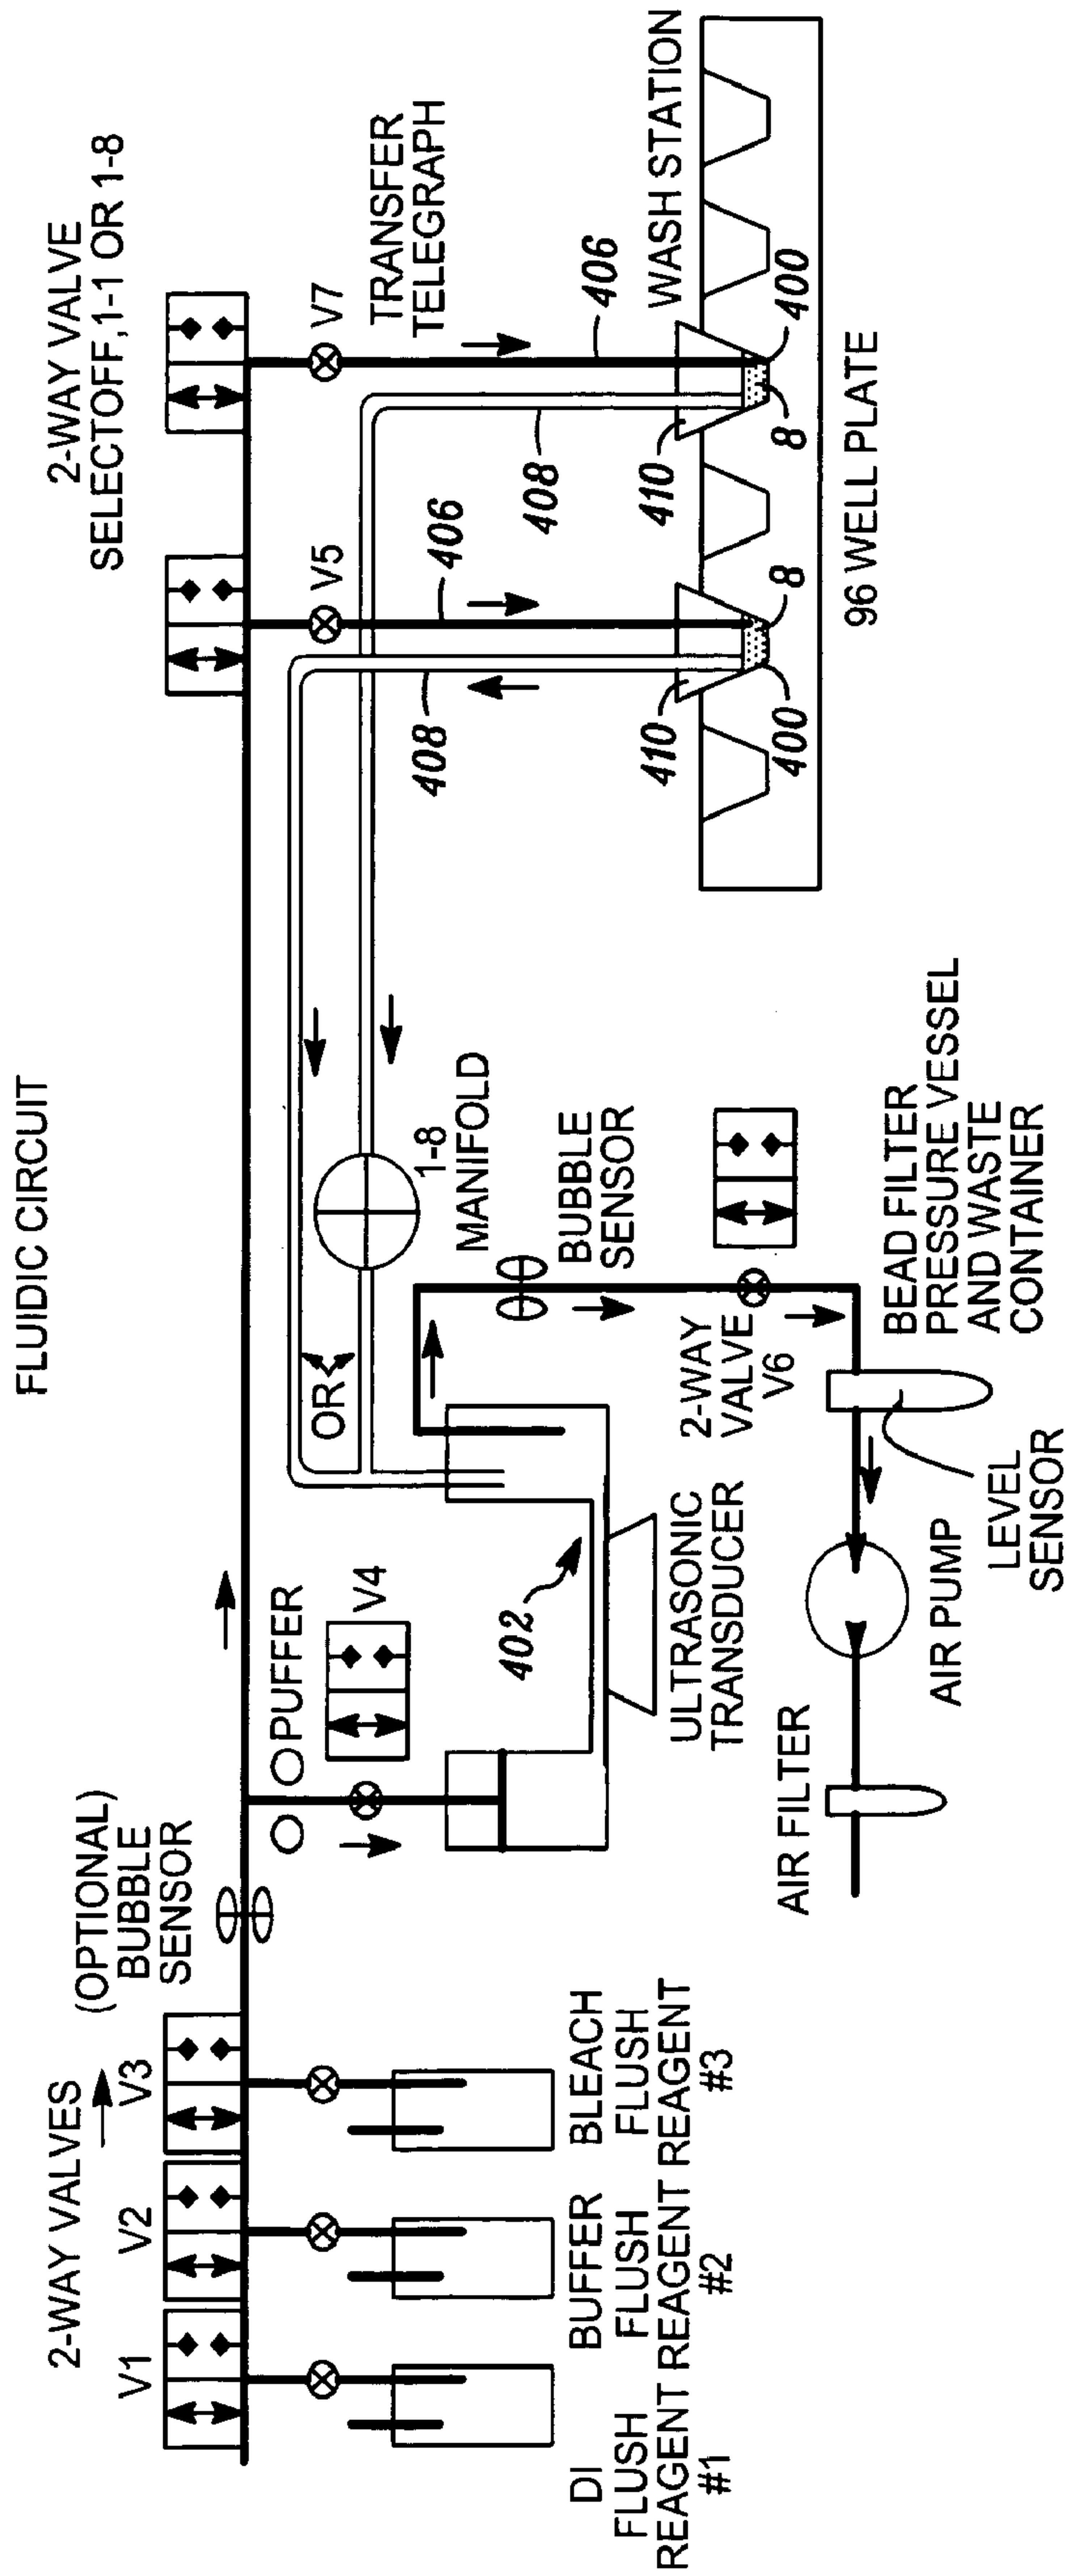 FLUIDIC CIRCUIT
2-WAY VALVES
V1
V2
V3
(OPTIONAL)
BUBBLE
SENSOR
2-WAY VALVE
SELECTOFF,1-1 OR 1-8
V5
V7
TRANSFER
TELEGRAPH
PUFFER
V4
OR
1-8
MANIFOLD
408
406
408
406
WASH STATION
410
410
400
8
8
400
96 WELL PLATE
402
ULTRASONIC
TRANSDUCER
BUBBLE
SENSOR
2-WAY
VALVE
V6
BEAD FILTER
PRESSURE VESSEL
AND WASTE
CONTAINER
LEVEL
SENSOR
AIR PUMP
AIR FILTER
DI
FLUSH
REAGENT
#1
BUFFER
FLUSH
REAGENT
#2
BLEACH
FLUSH
REAGENT
#3